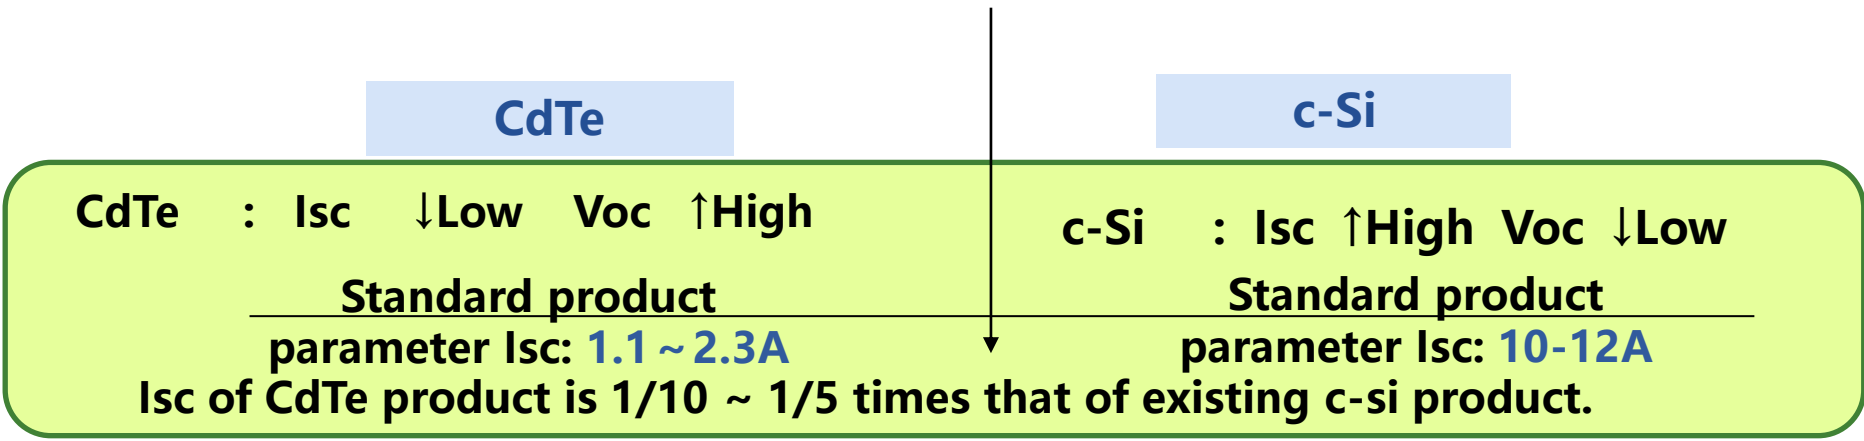 CdTe
c-Si
CdTe : Isc ↓Low Voc ↑High
c-Si : Isc ↑High Voc ↓Low
Standard product
parameter Isc: 1.1～2.3A
Standard product
parameter Isc: 10-12A
Isc of CdTe product is 1/10 ~ 1/5 times that of existing c-si product.